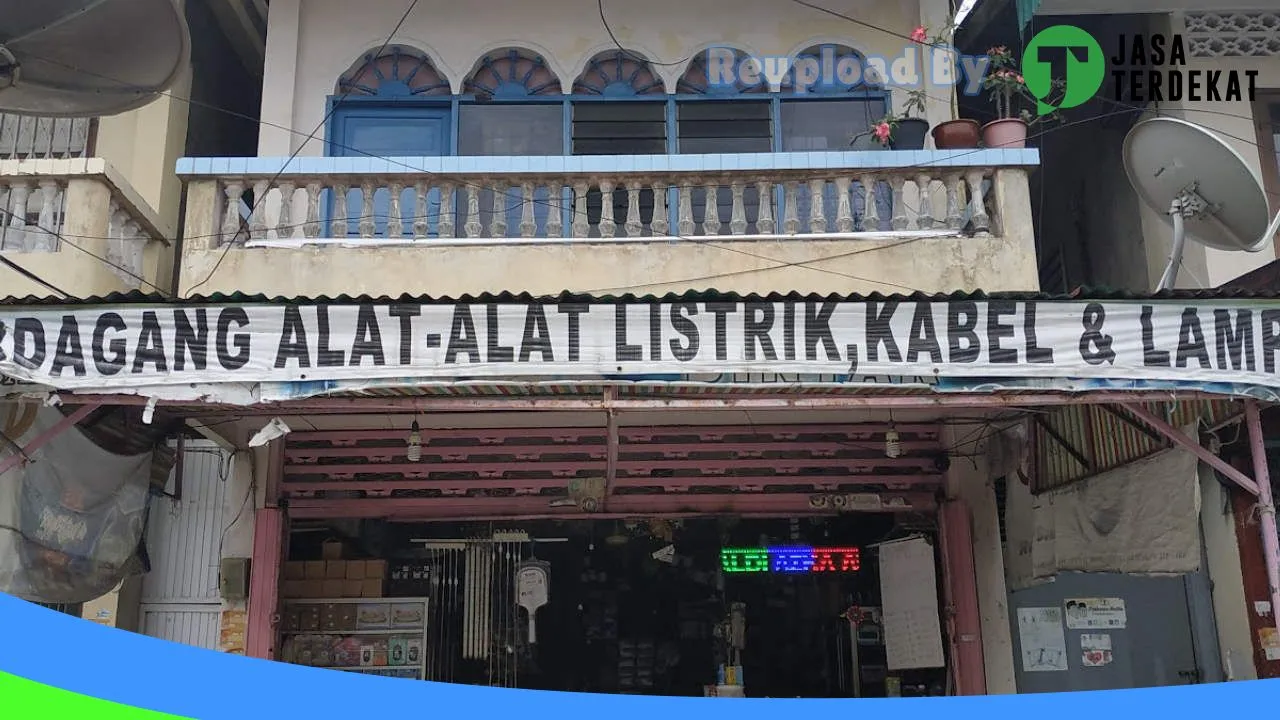 Reupload By
JASA
TERDEKAT
DAGANG ALAT-ALAT LISTRIK,KABEL & LAMP